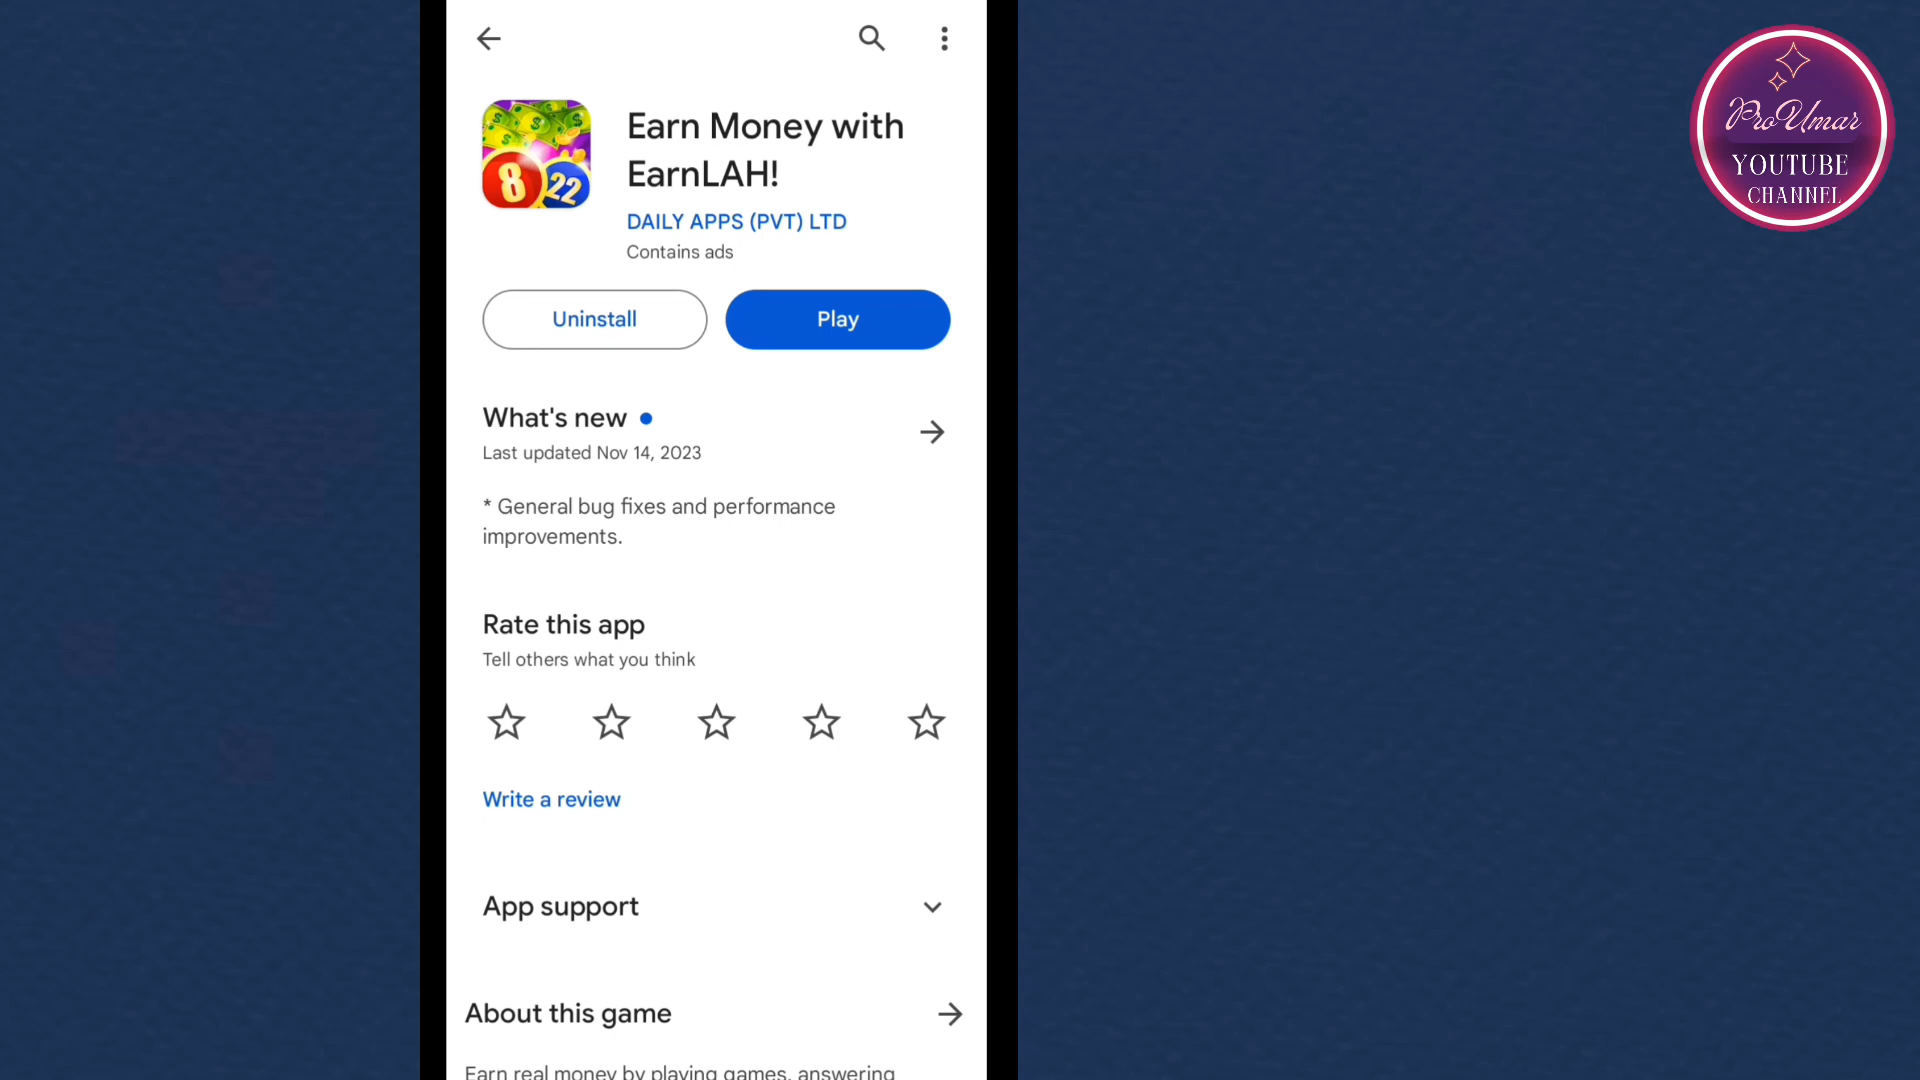 Earn Money with
EarnLAH!
DAILY APPS (PVT) LTD
Contains ads
Uninstall
Play
What's new
Last updated Nov 14, 2023
* General bug fixes and performance
improvements.
Rate this app
Tell others what you think
Write a review
App support
About this game
Earn real money by playing games, answering
8
22
ProUmar
YOUTUBE
CHANNEL